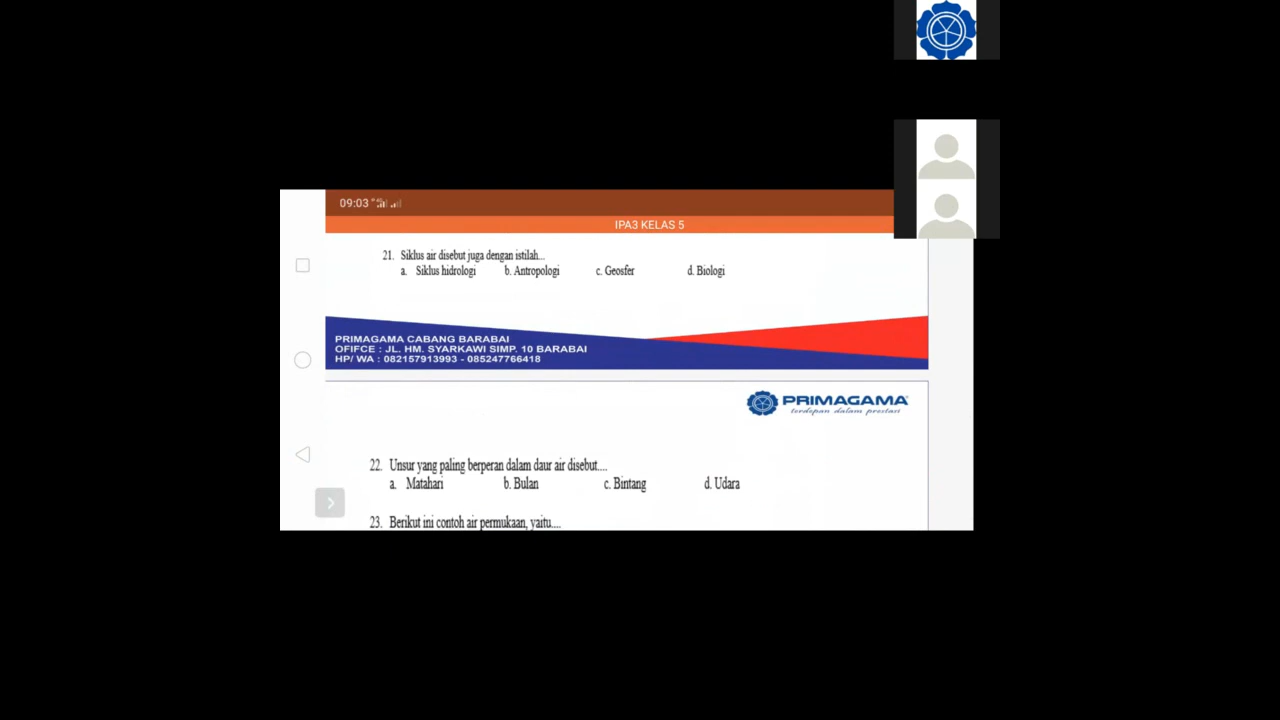 09:03
IPA3 KELAS 5
21. Siklus air disebut juga dengan istilah...
a. Siklus hidrologi b. Antropologi c. Geosfer d. Biologi
PRIMAGAMA CABANG BARABAI
OFIFCE : JL. HM. SYARKAWI SIMP. 10 BARABAI
HP/ WA : 082157913993 - 085247766418
PRIMAGAMA
terdepan dalam prestasi
22. Unsur yang paling berperan dalam daur air disebut....
a. Matahari b. Bulan c. Bintang d. Udara
23. Berikut ini contoh air permukaan, yaitu....